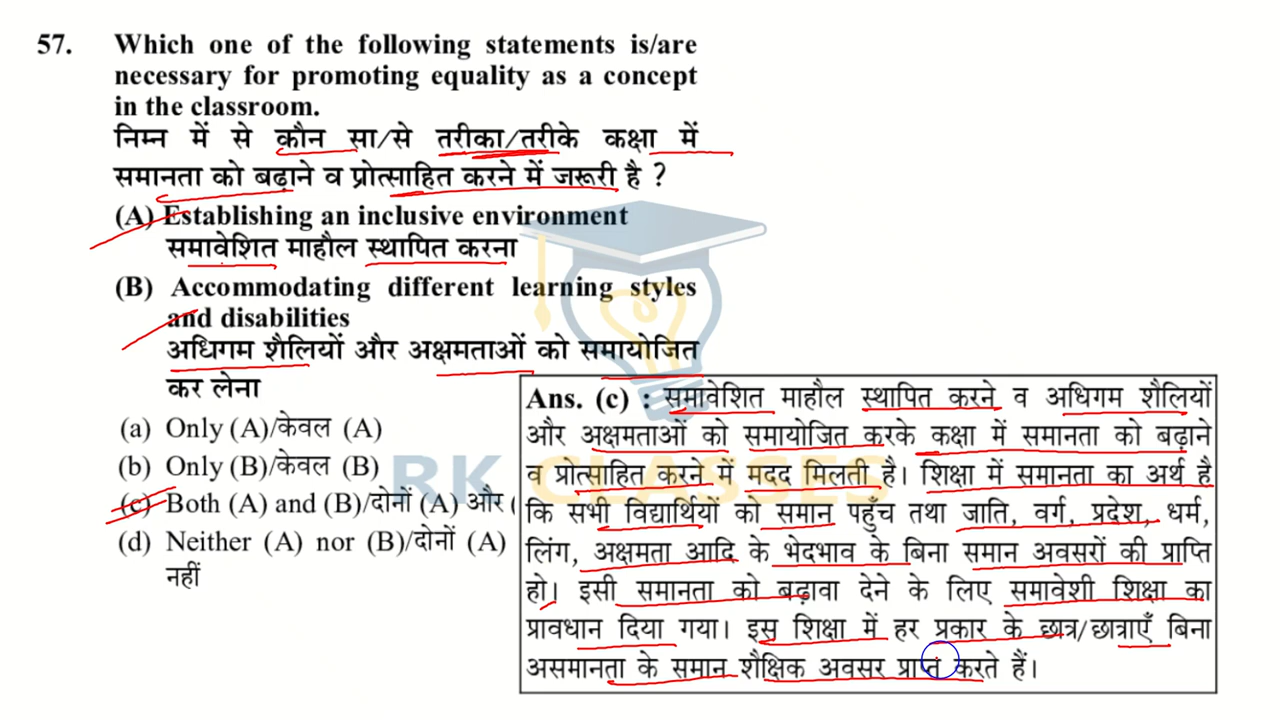 57. Which one of the following statements is/are
necessary for promoting equality as a concept
in the classroom.
निम्न में से कौन सा/से तरीका/तरीके कक्षा में
समानता को बढ़ाने व प्रोत्साहित करने में जरूरी है ?
(A) Establishing an inclusive environment
समावेशित माहौल स्थापित करना
(B) Accommodating different learning styles
and disabilities
अधिगम शैलियों और अक्षमताओं को समायोजित
कर लेना
(a) Only (A)/केवल (A)
(b) Only (B)/केवल (B)
(c) Both (A) and (B)/दोनों (A) और (
(d) Neither (A) nor (B)/दोनों (A)
नहीं
Ans. (c) : समावेशित माहौल स्थापित करने व अधिगम शैलियों
और अक्षमताओं को समायोजित करके कक्षा में समानता को बढ़ाने
व प्रोत्साहित करने में मदद मिलती है। शिक्षा में समानता का अर्थ है
कि सभी विद्यार्थियों को समान पहुँच तथा जाति, वर्ग, प्रदेश, धर्म,
लिंग, अक्षमता आदि के भेदभाव के बिना समान अवसरों की प्राप्ति
हो। इसी समानता को बढ़ावा देने के लिए समावेशी शिक्षा का
प्रावधान दिया गया। इस शिक्षा में हर प्रकार के छात्र/छात्राएँ बिना
असमानता के समान शैक्षिक अवसर प्राप्त करते हैं।
RK CLASSES